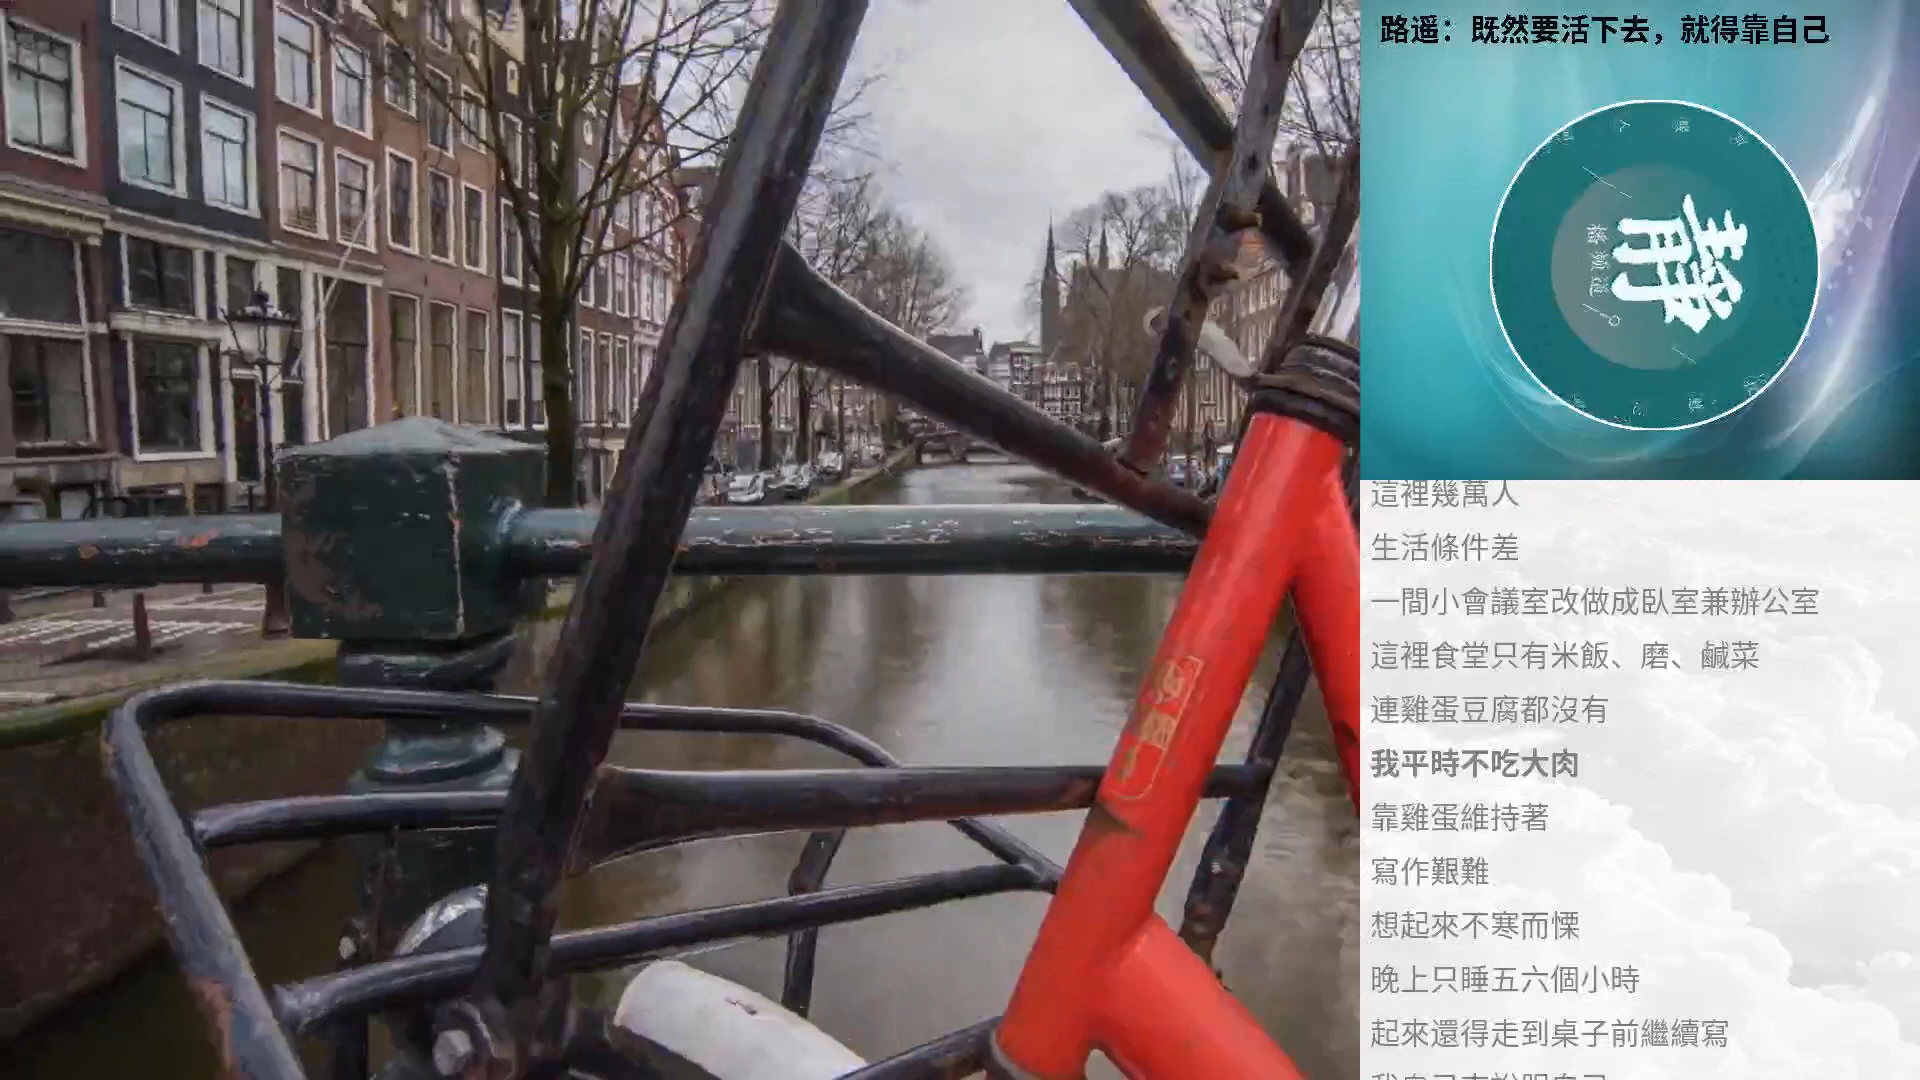 路遥：既然要活下去，就得靠自己
靜
播頻道
這裡幾萬人
生活條件差
一間小會議室改做成臥室兼辦公室
這裡食堂只有米飯、磨、鹹菜
連雞蛋豆腐都沒有
我平時不吃大肉
靠雞蛋維持著
寫作艱難
想起來不寒而慄
晚上只睡五六個小時
起來還得走到桌子前繼續寫